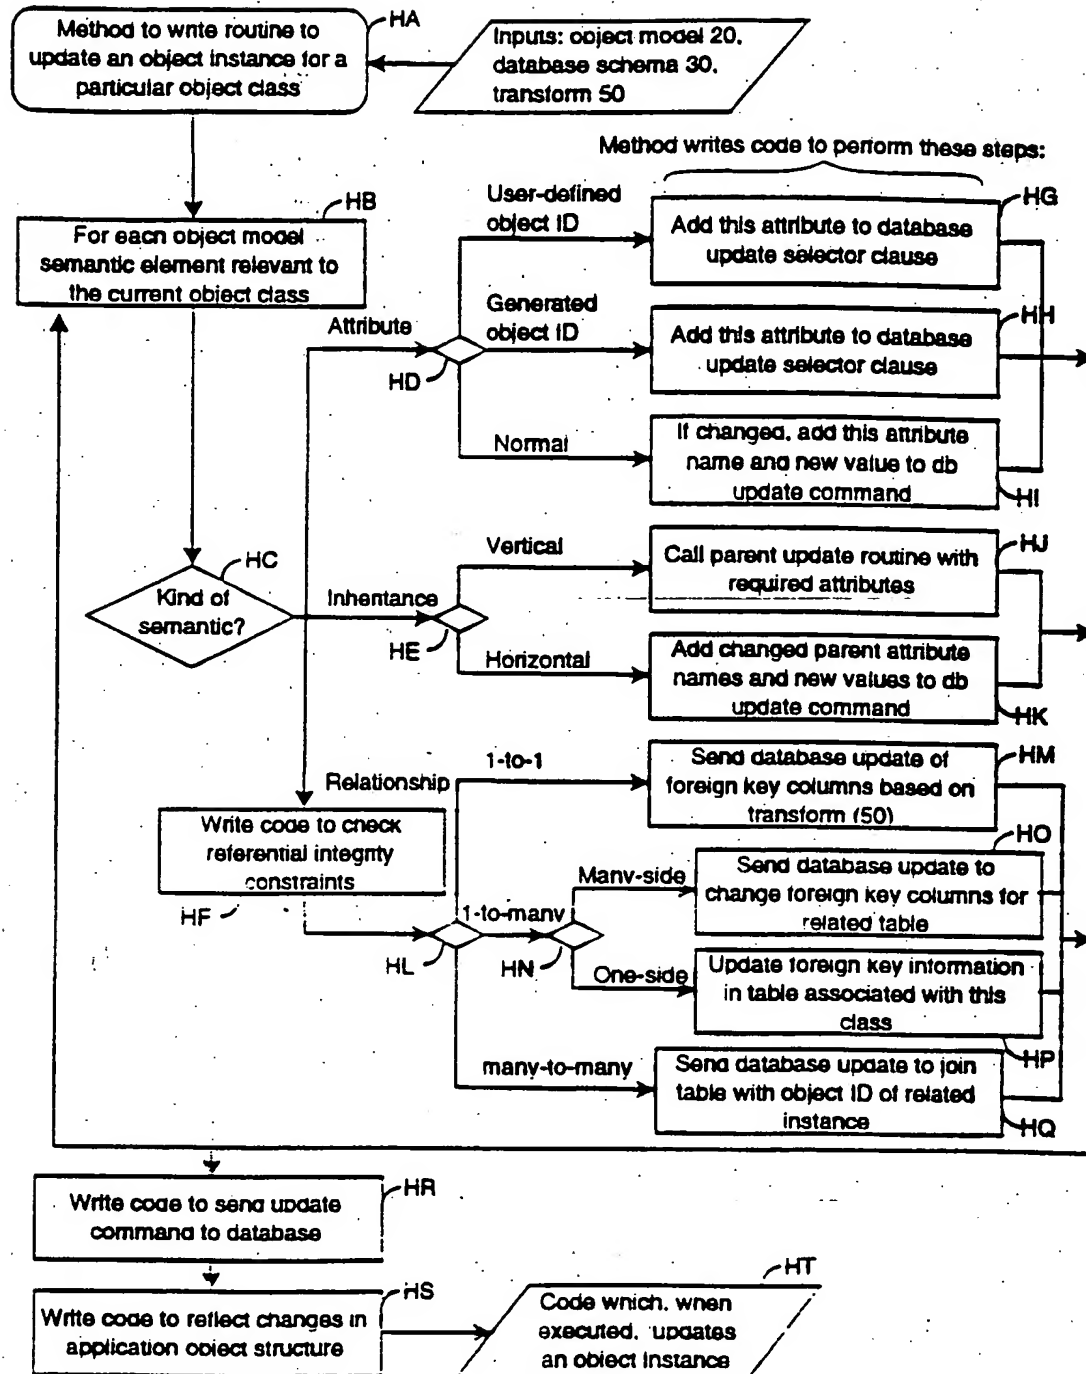 Method to write routine to
update an object instance for a
particular object class
HA
Inputs: object model 20,
database schema 30,
transform 50
Method writes code to perform these steps:
HB
For each object model
semantic element relevant to
the current object class
User-defined
object ID
HG
Add this attribute to database
update selector clause
Attribute
HD
Generated
object ID
HH
Add this attribute to database
update selector clause
Normal
If changed, add this attribute
name and new value to db
update command
HI
HC
Kind of
semantic?
Inheritance
HE
Vertical
HJ
Call parent update routine with
required attributes
Horizontal
Add changed parent attribute
names and new values to db
update command
HK
Relationship
1-to-1
HM
Send database update of
foreign key columns based on
transform (50)
Write code to check
referential integrity
constraints
HF
HL
1-to-many
HN
Many-side
HO
Send database update to
change foreign key columns for
related table
One-side
Update foreign key information
in table associated with this
class
HP
many-to-many
Send database update to join
table with object ID of related
instance
HQ
HR
Write code to send update
command to database
HS
Write code to reflect changes in
application object structure
HT
Code which, when
executed, updates
an object instance